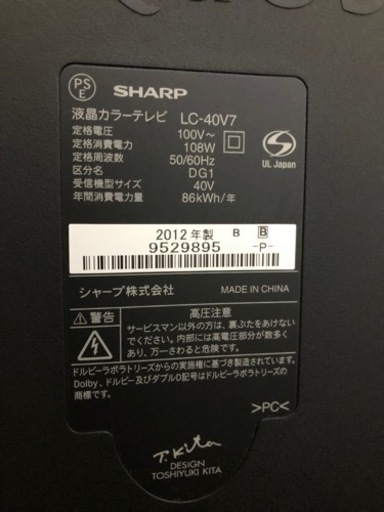 PS
E
SHARP
液晶カラーテレビ LC-40V7
定格電圧 100V~
定格消費電力 108W
定格周波数 50/60Hz
区分名 DG1
受信機型サイズ 40V
年間消費電力量 86kWh/年
S
UL Japan
2012年製 B B
9529895 -P-
シャープ株式会社 MADE IN CHINA
警告
高圧注意
サービスマン以外の方は、裏ぶたをあけないでください。内部には高電圧部分が数多く
あり、万一さわると危険です。
ドルビーラボラトリーズからの実施権に基づき製造されています。
Dolby、ドルビー及びダブルD記号はドルビーラボラトリーズの
商標です。
>PC<
T.Kita
DESIGN
TOSHIYUKI KITA